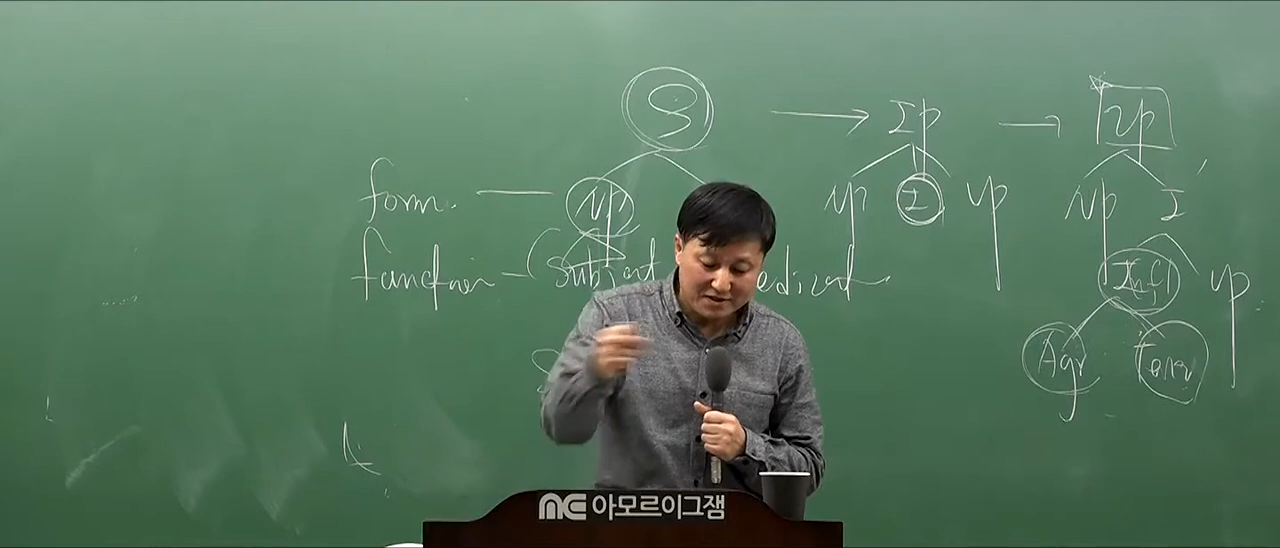 S → IP → IP
form. — NP NP I VP NP I'
function - (Subject Infl VP
Agr Tense
아모르이그잼